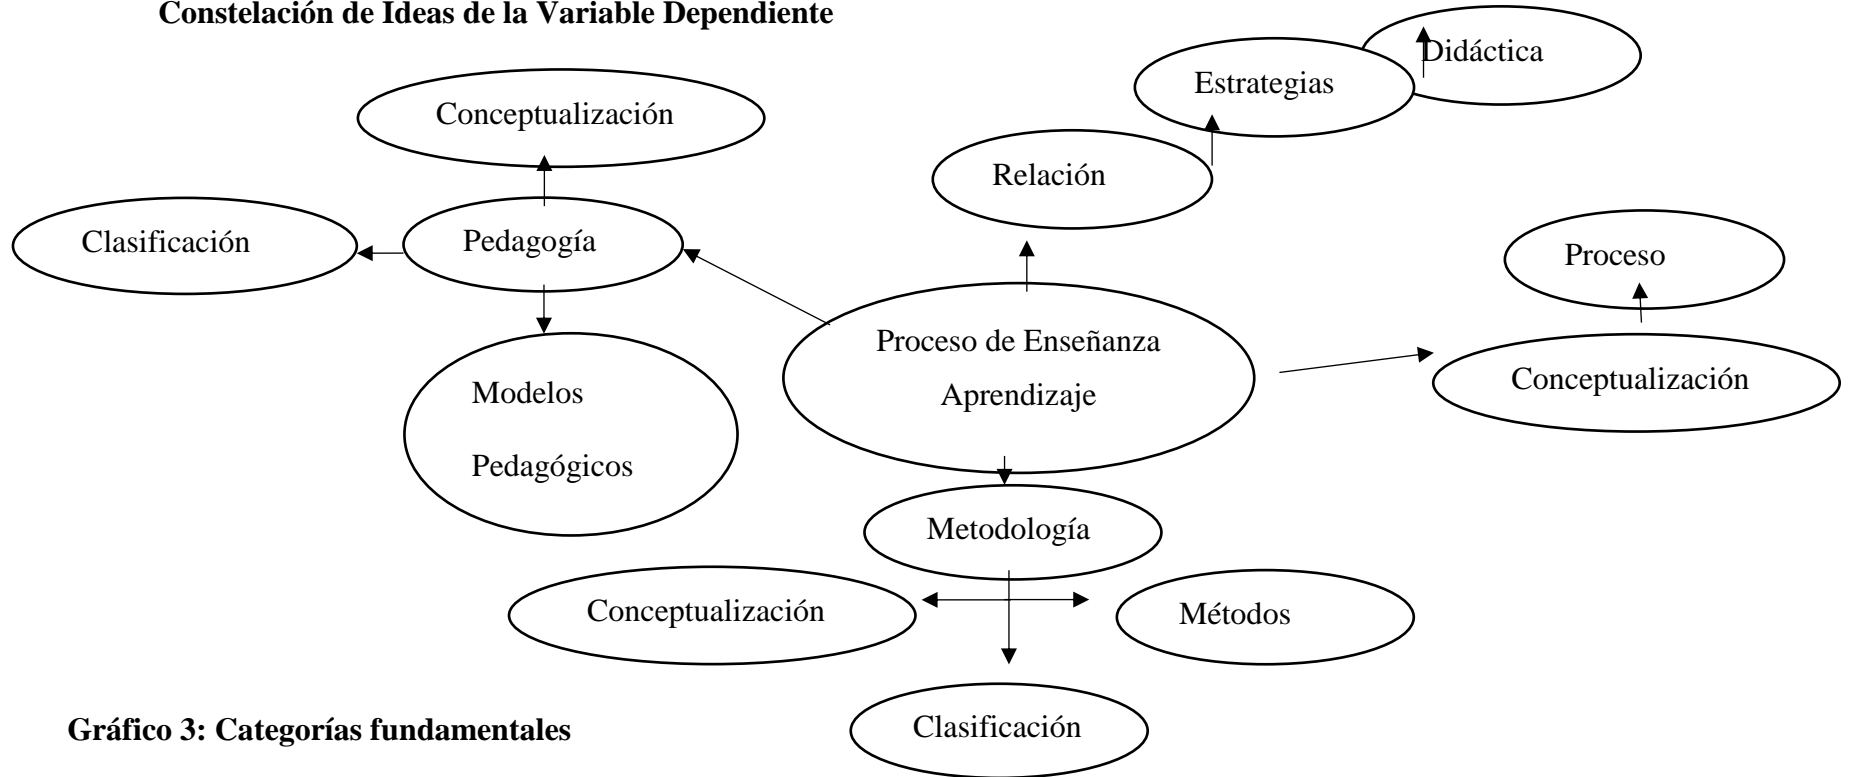 Constelación de Ideas de la Variable Dependiente
Didáctica
Estrategias
Conceptualización
Relación
Clasificación
Pedagogía
Proceso
Proceso de Enseñanza
Aprendizaje
Conceptualización
Modelos
Pedagógicos
Metodología
Conceptualización
Métodos
Clasificación
Gráfico 3: Categorías fundamentales